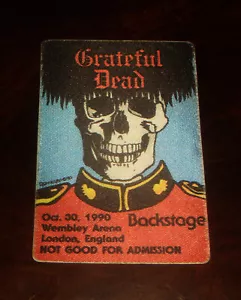 Grateful
Dead
Oct. 30, 1990
Backstage
Wembley Arena
London, England
NOT GOOD FOR ADMISSION